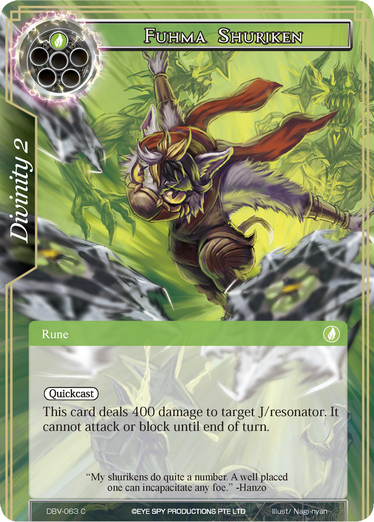 Fuhma Shuriken
Divinity 2
Rune
Quickcast
This card deals 400 damage to target J/resonator. It
cannot attack or block until end of turn.
“My shurikens do quite a number. A well placed
one can incapacitate any foe.” -Hanzo
DBV-063 C
©EYE SPY PRODUCTIONS PTE LTD
Illust/ Nagi-nyan